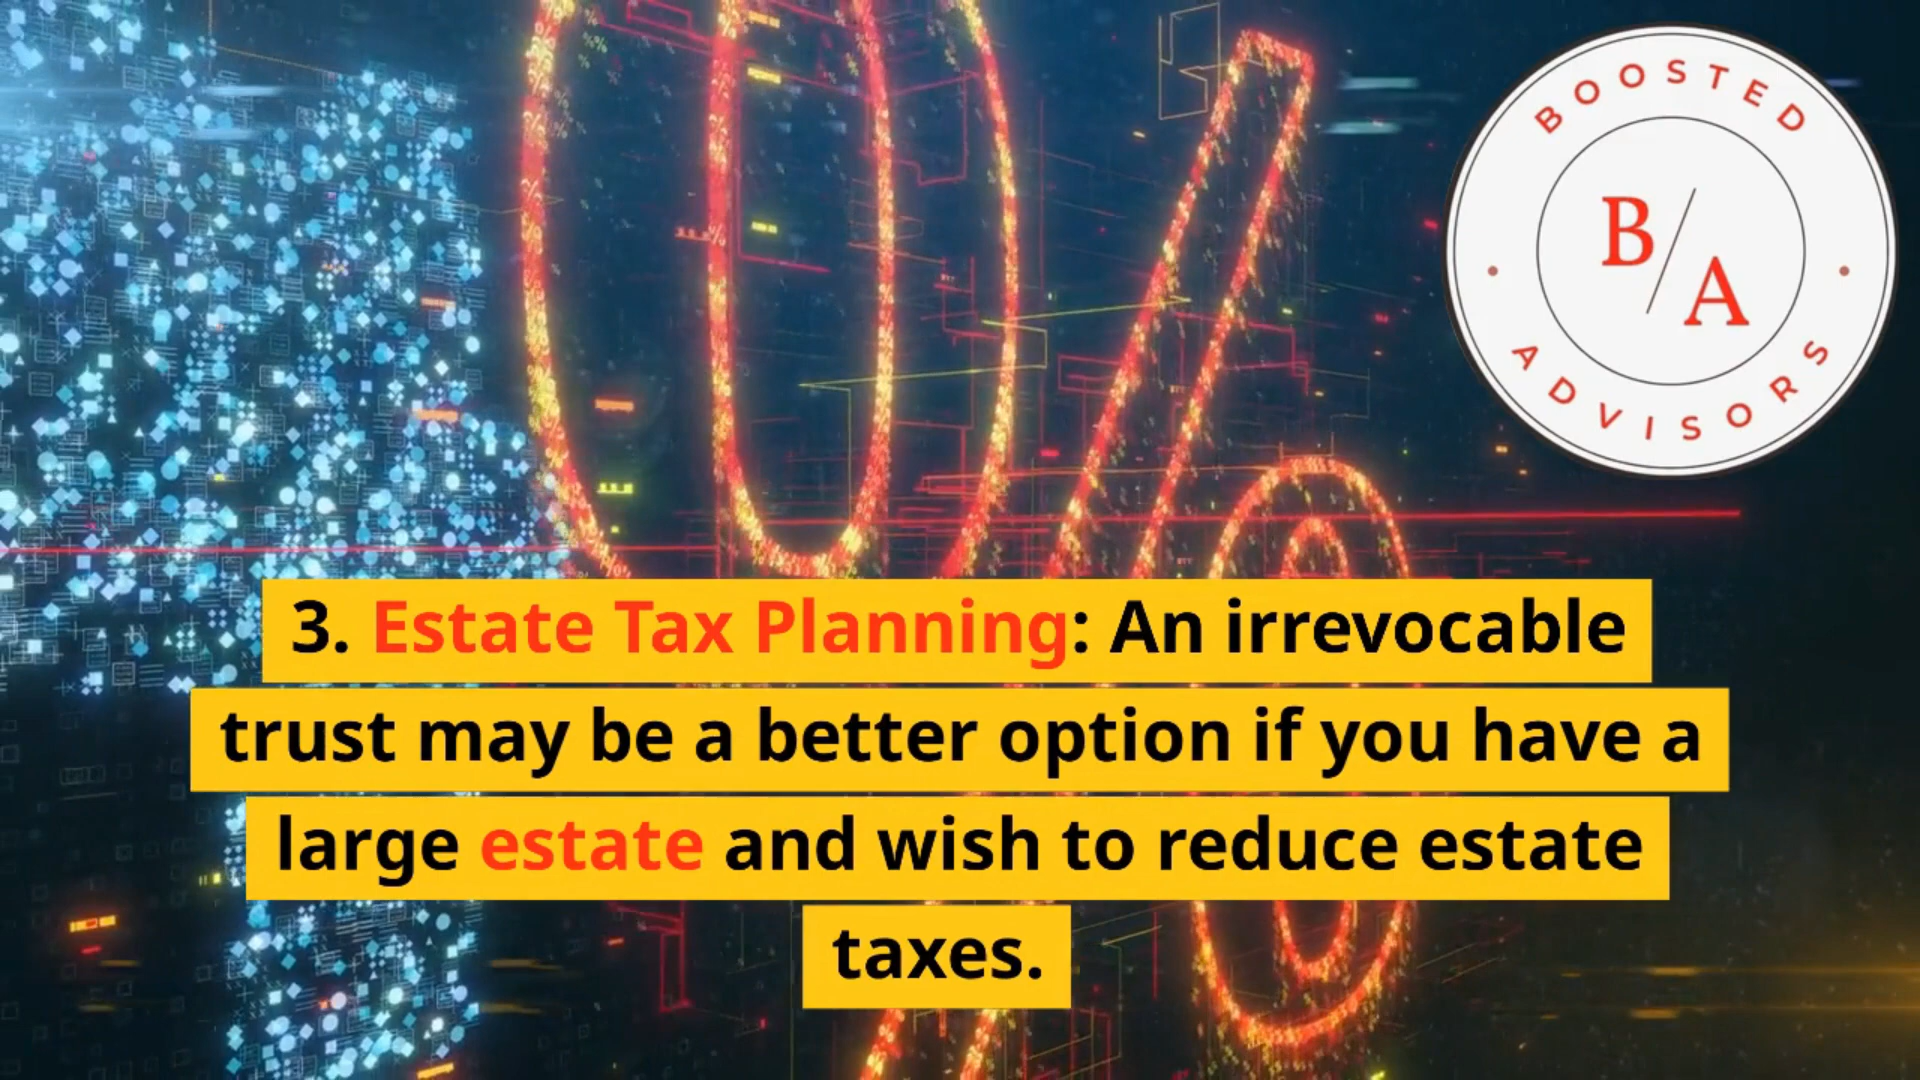 BOOSTED
B/A
ADVISORS
3. Estate Tax Planning: An irrevocable
trust may be a better option if you have a
large estate and wish to reduce estate
taxes.